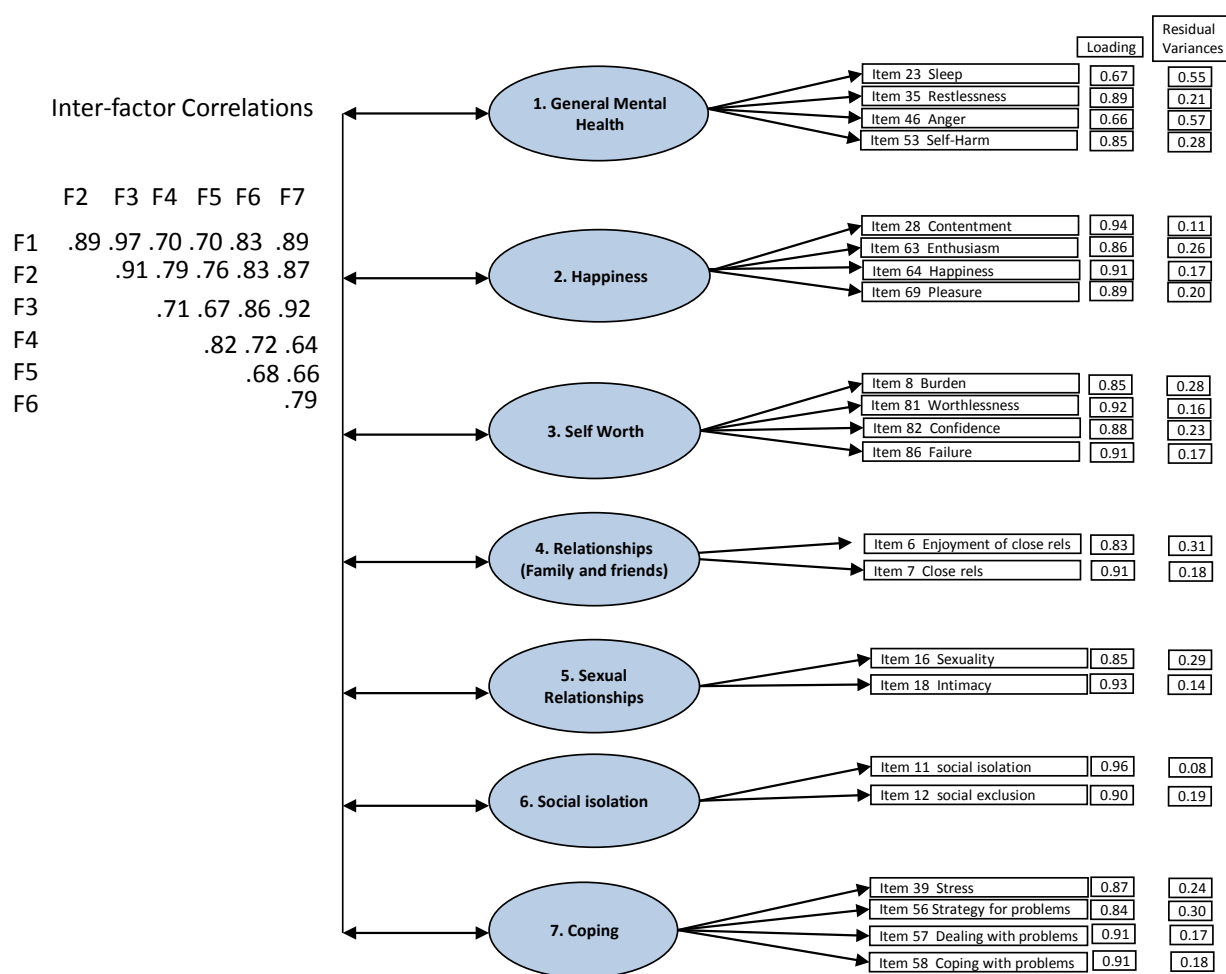 Loading
Residual
Variances
Inter-factor Correlations
F2 F3 F4 F5 F6 F7
F1 .89 .97 .70 .70 .83 .89
F2 .91 .79 .76 .83 .87
F3 .71 .67 .86 .92
F4 .82 .72 .64
F5 .68 .66
F6 .79
1. General Mental
Health
Item 23 Sleep 0.67 0.55
Item 35 Restlessness 0.89 0.21
Item 46 Anger 0.66 0.57
Item 53 Self-Harm 0.85 0.28
2. Happiness
Item 28 Contentment 0.94 0.11
Item 63 Enthusiasm 0.86 0.26
Item 64 Happiness 0.91 0.17
Item 69 Pleasure 0.89 0.20
3. Self Worth
Item 8 Burden 0.85 0.28
Item 81 Worthlessness 0.92 0.16
Item 82 Confidence 0.88 0.23
Item 86 Failure 0.91 0.17
4. Relationships
(Family and friends)
Item 6 Enjoyment of close rels 0.83 0.31
Item 7 Close rels 0.91 0.18
5. Sexual
Relationships
Item 16 Sexuality 0.85 0.29
Item 18 Intimacy 0.93 0.14
6. Social isolation
Item 11 social isolation 0.96 0.08
Item 12 social exclusion 0.90 0.19
7. Coping
Item 39 Stress 0.87 0.24
Item 56 Strategy for problems 0.84 0.30
Item 57 Dealing with problems 0.91 0.17
Item 58 Coping with problems 0.91 0.18